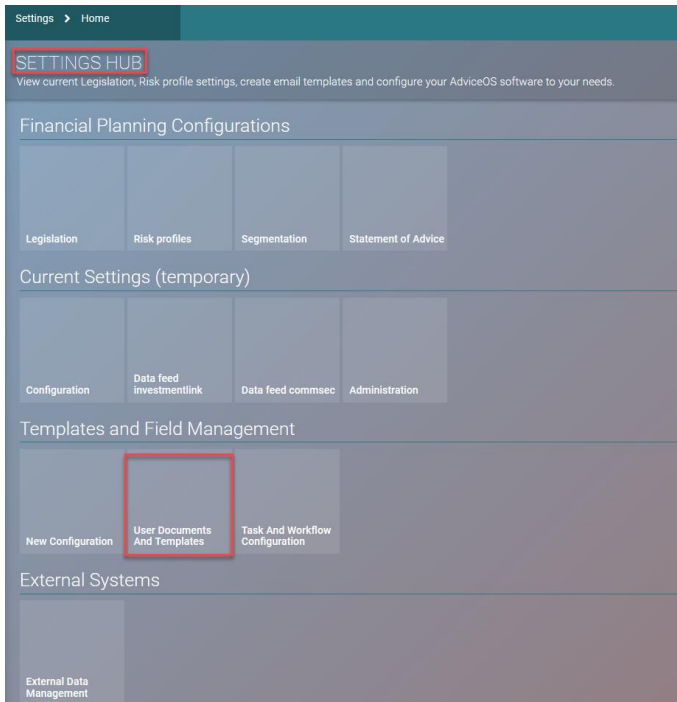 Settings > Home
SETTINGS HUB
View current Legislation, Risk profile settings, create email templates and configure your AdviceOS software to your needs.
Financial Planning Configurations
Legislation
Risk profiles
Segmentation
Statement of Advice
Current Settings (temporary)
Configuration
Data feed
investmentlink
Data feed commsec
Administration
Templates and Field Management
New Configuration
User Documents
And Templates
Task And Workflow
Configuration
External Systems
External Data
Management